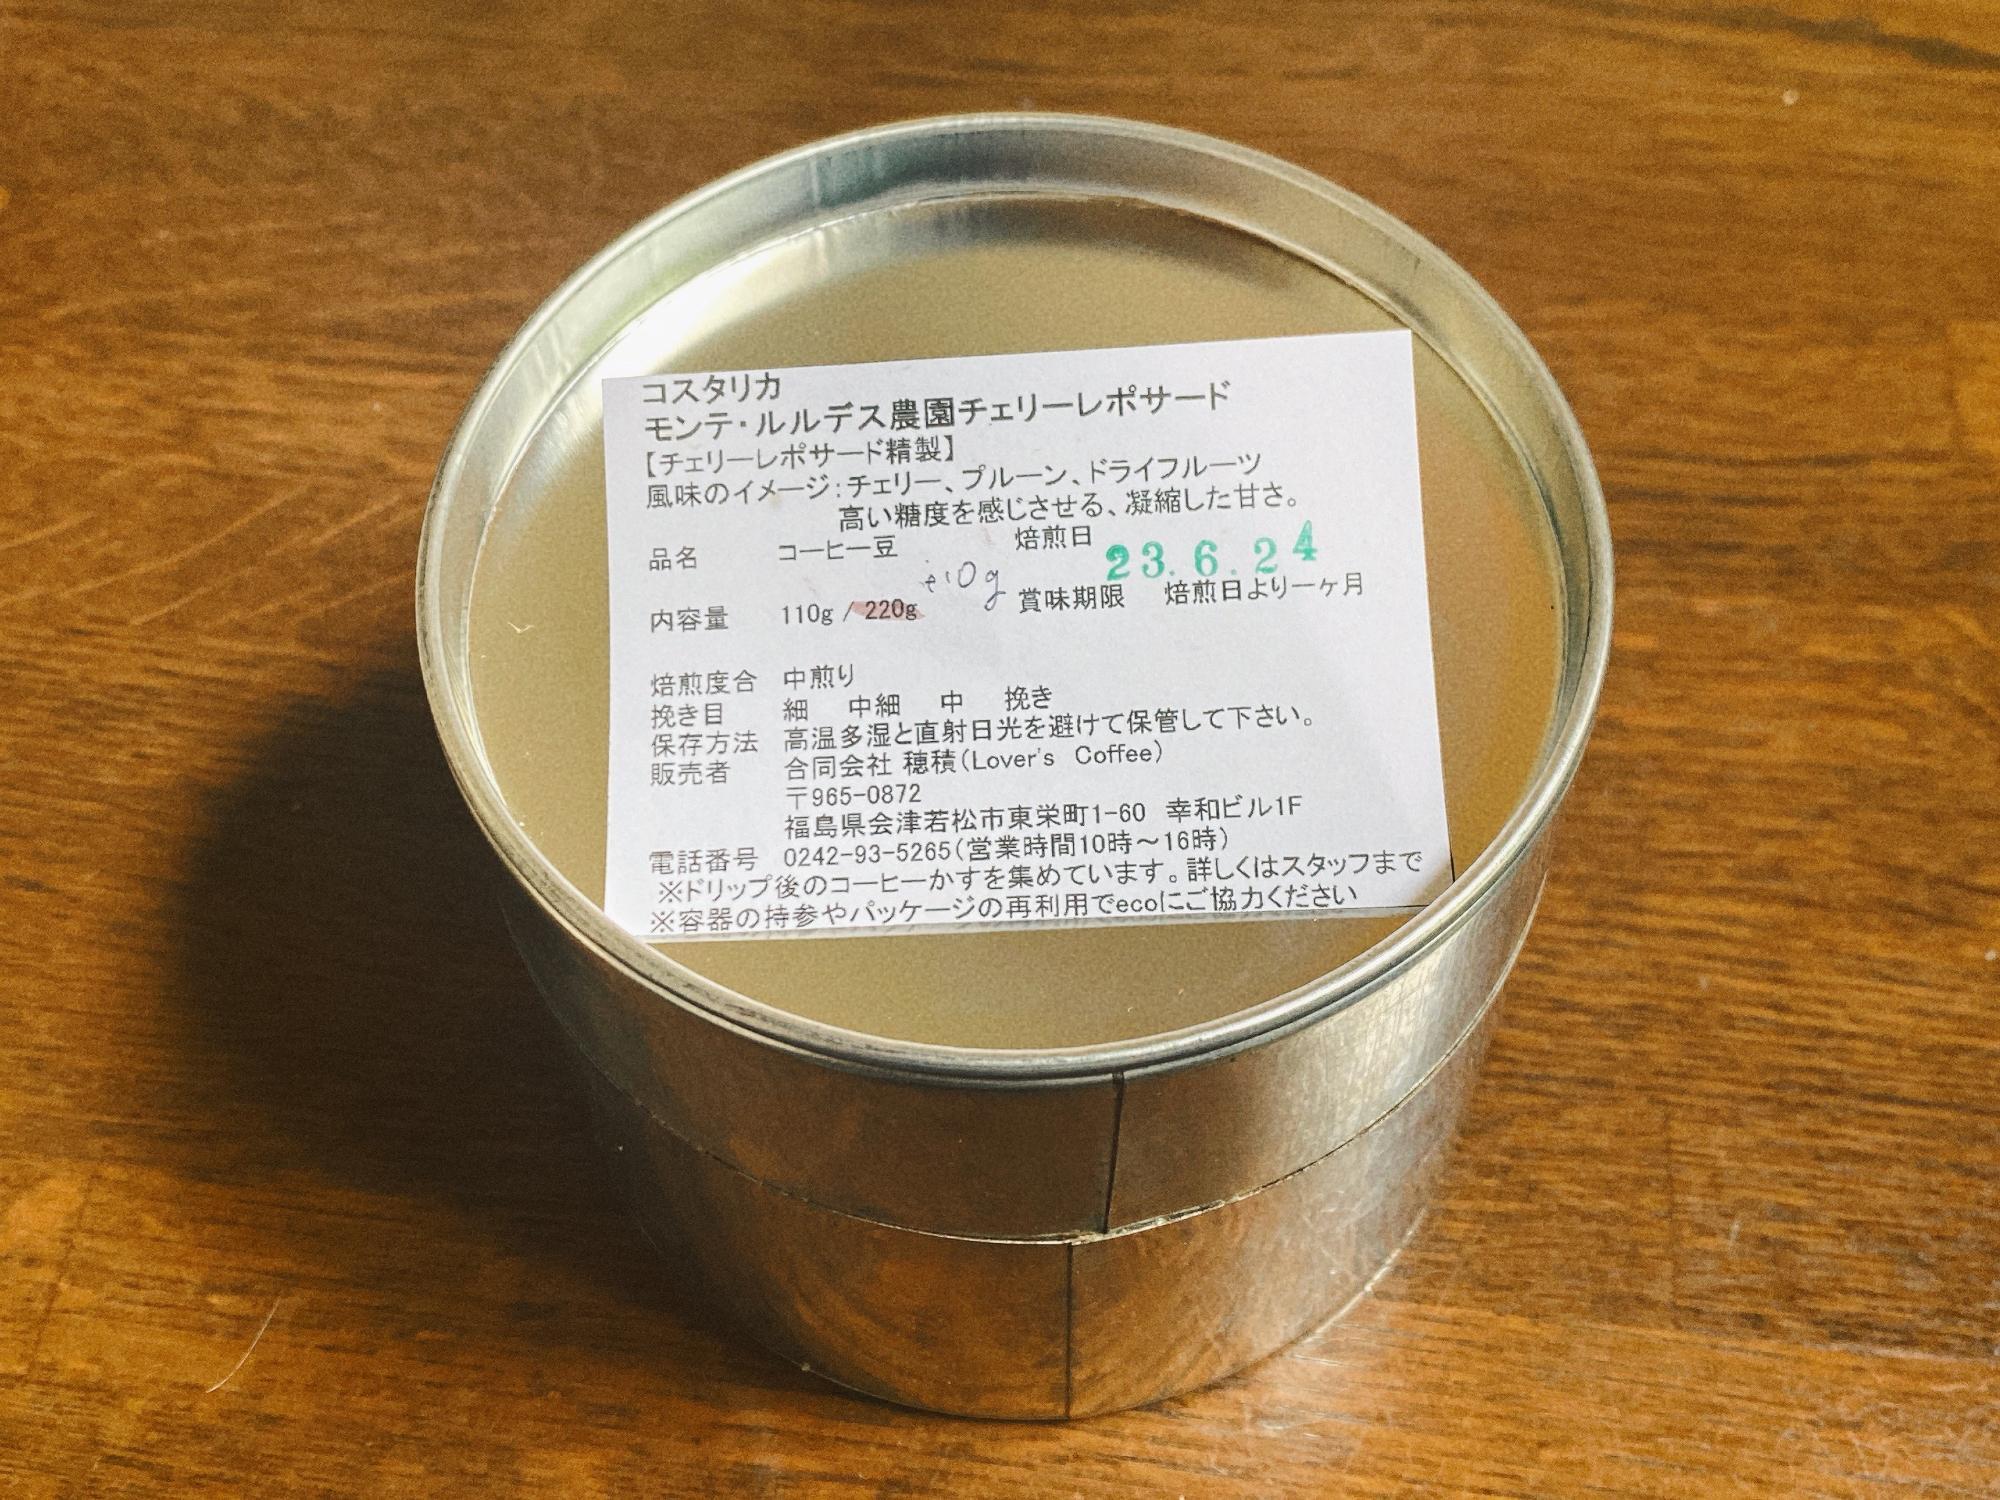 コスタリカ
モンテ・ルルデス農園チェリーレポサード
【チェリーレポサード精製】
風味のイメージ：チェリー、プルーン、ドライフルーツ
高い糖度を感じさせる、凝縮した甘さ。
品名 コーヒー豆 焙煎日 23.6.24
内容量 110g / 220g 賞味期限 焙煎日より一ヶ月
焙煎度合 中煎り
挽き目 細 中細 中 挽き
保存方法 高温多湿と直射日光を避けて保管して下さい。
販売者 合同会社 穂積(Lover's Coffee)
〒965-0872
福島県会津若松市東栄町1-60 幸和ビル1F
電話番号 0242-93-5265(営業時間10時～16時)
※ドリップ後のコーヒーかすを集めています。詳しくはスタッフまで
※容器の持参やパッケージの再利用でecoにご協力ください